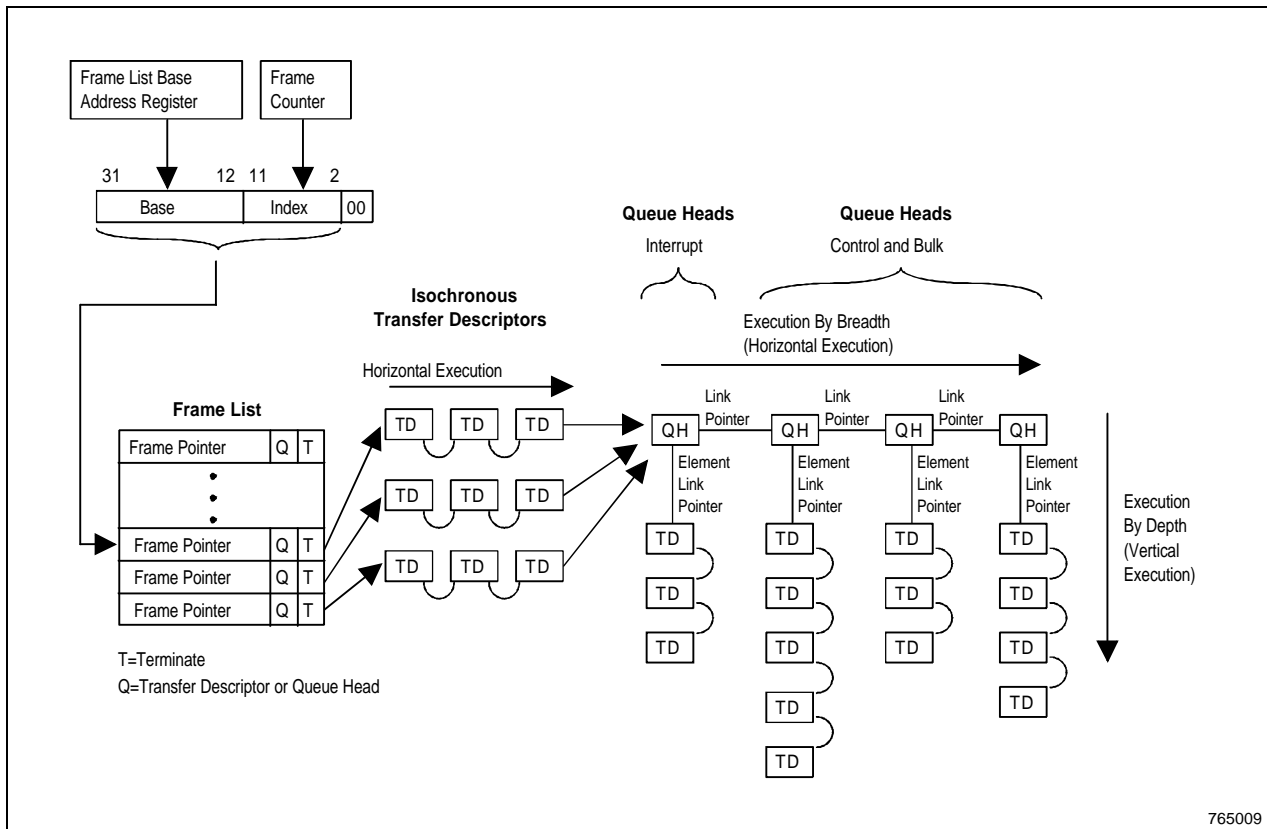 Frame List Base
Address Register
Frame
Counter
31 12 11 2
Base Index 00
Queue Heads
Interrupt
Queue Heads
Control and Bulk
Isochronous
Transfer Descriptors
Execution By Breadth
(Horizontal Execution)
Horizontal Execution
Frame List
Frame Pointer Q T
Frame Pointer Q T
Frame Pointer Q T
Frame Pointer Q T
T=Terminate
Q=Transfer Descriptor or Queue Head
TD TD TD
TD TD TD
TD TD TD
Link
Pointer
Link
Pointer
Link
Pointer
QH QH QH QH
Element
Link
Pointer
Element
Link
Pointer
Element
Link
Pointer
Element
Link
Pointer
TD TD TD TD
TD TD TD TD
TD TD TD TD
TD TD
TD
Execution
By Depth
(Vertical
Execution)
765009